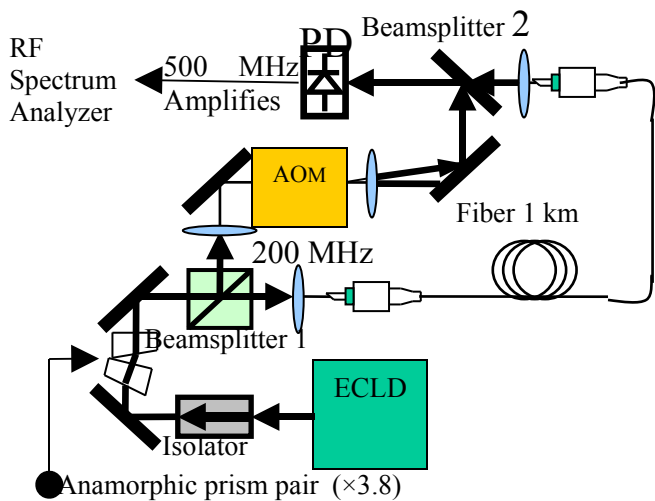 RF
Spectrum
Analyzer
500 MHz
Amplifies
PD
Beamsplitter 2
AOM
Fiber 1 km
200 MHz
Beamsplitter 1
ECLD
Isolator
Anamorphic prism pair (×3.8)